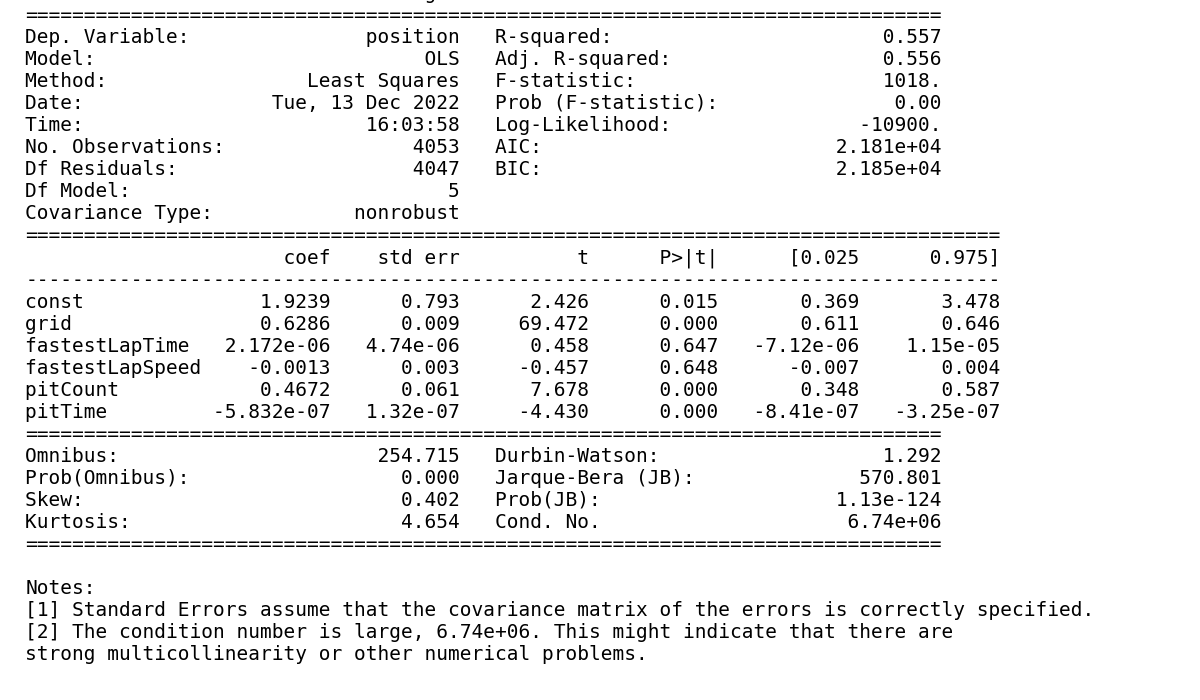 ==============================================================================
Dep. Variable:               position   R-squared:                       0.557
Model:                            OLS   Adj. R-squared:                  0.556
Method:                 Least Squares   F-statistic:                     1018.
Date:                Tue, 13 Dec 2022   Prob (F-statistic):               0.00
Time:                        16:03:58   Log-Likelihood:                -10900.
No. Observations:                4053   AIC:                         2.181e+04
Df Residuals:                    4047   BIC:                         2.185e+04
Df Model:                           5
Covariance Type:            nonrobust
===================================================================================
                      coef    std err          t      P>|t|      [0.025      0.975]
-----------------------------------------------------------------------------------
const               1.9239      0.793      2.426      0.015       0.369       3.478
grid                0.6286      0.009     69.472      0.000       0.611       0.646
fastestLapTime   2.172e-06   4.74e-06      0.458      0.647   -7.12e-06    1.15e-05
fastestLapSpeed    -0.0013      0.003     -0.457      0.648      -0.007       0.004
pitCount            0.4672      0.061      7.678      0.000       0.348       0.587
pitTime         -5.832e-07   1.32e-07     -4.430      0.000   -8.41e-07   -3.25e-07
==============================================================================
Omnibus:                      254.715   Durbin-Watson:                   1.292
Prob(Omnibus):                  0.000   Jarque-Bera (JB):              570.801
Skew:                           0.402   Prob(JB):                    1.13e-124
Kurtosis:                       4.654   Cond. No.                     6.74e+06
==============================================================================
Notes:
[1] Standard Errors assume that the covariance matrix of the errors is correctly specified.
[2] The condition number is large, 6.74e+06. This might indicate that there are
strong multicollinearity or other numerical problems.